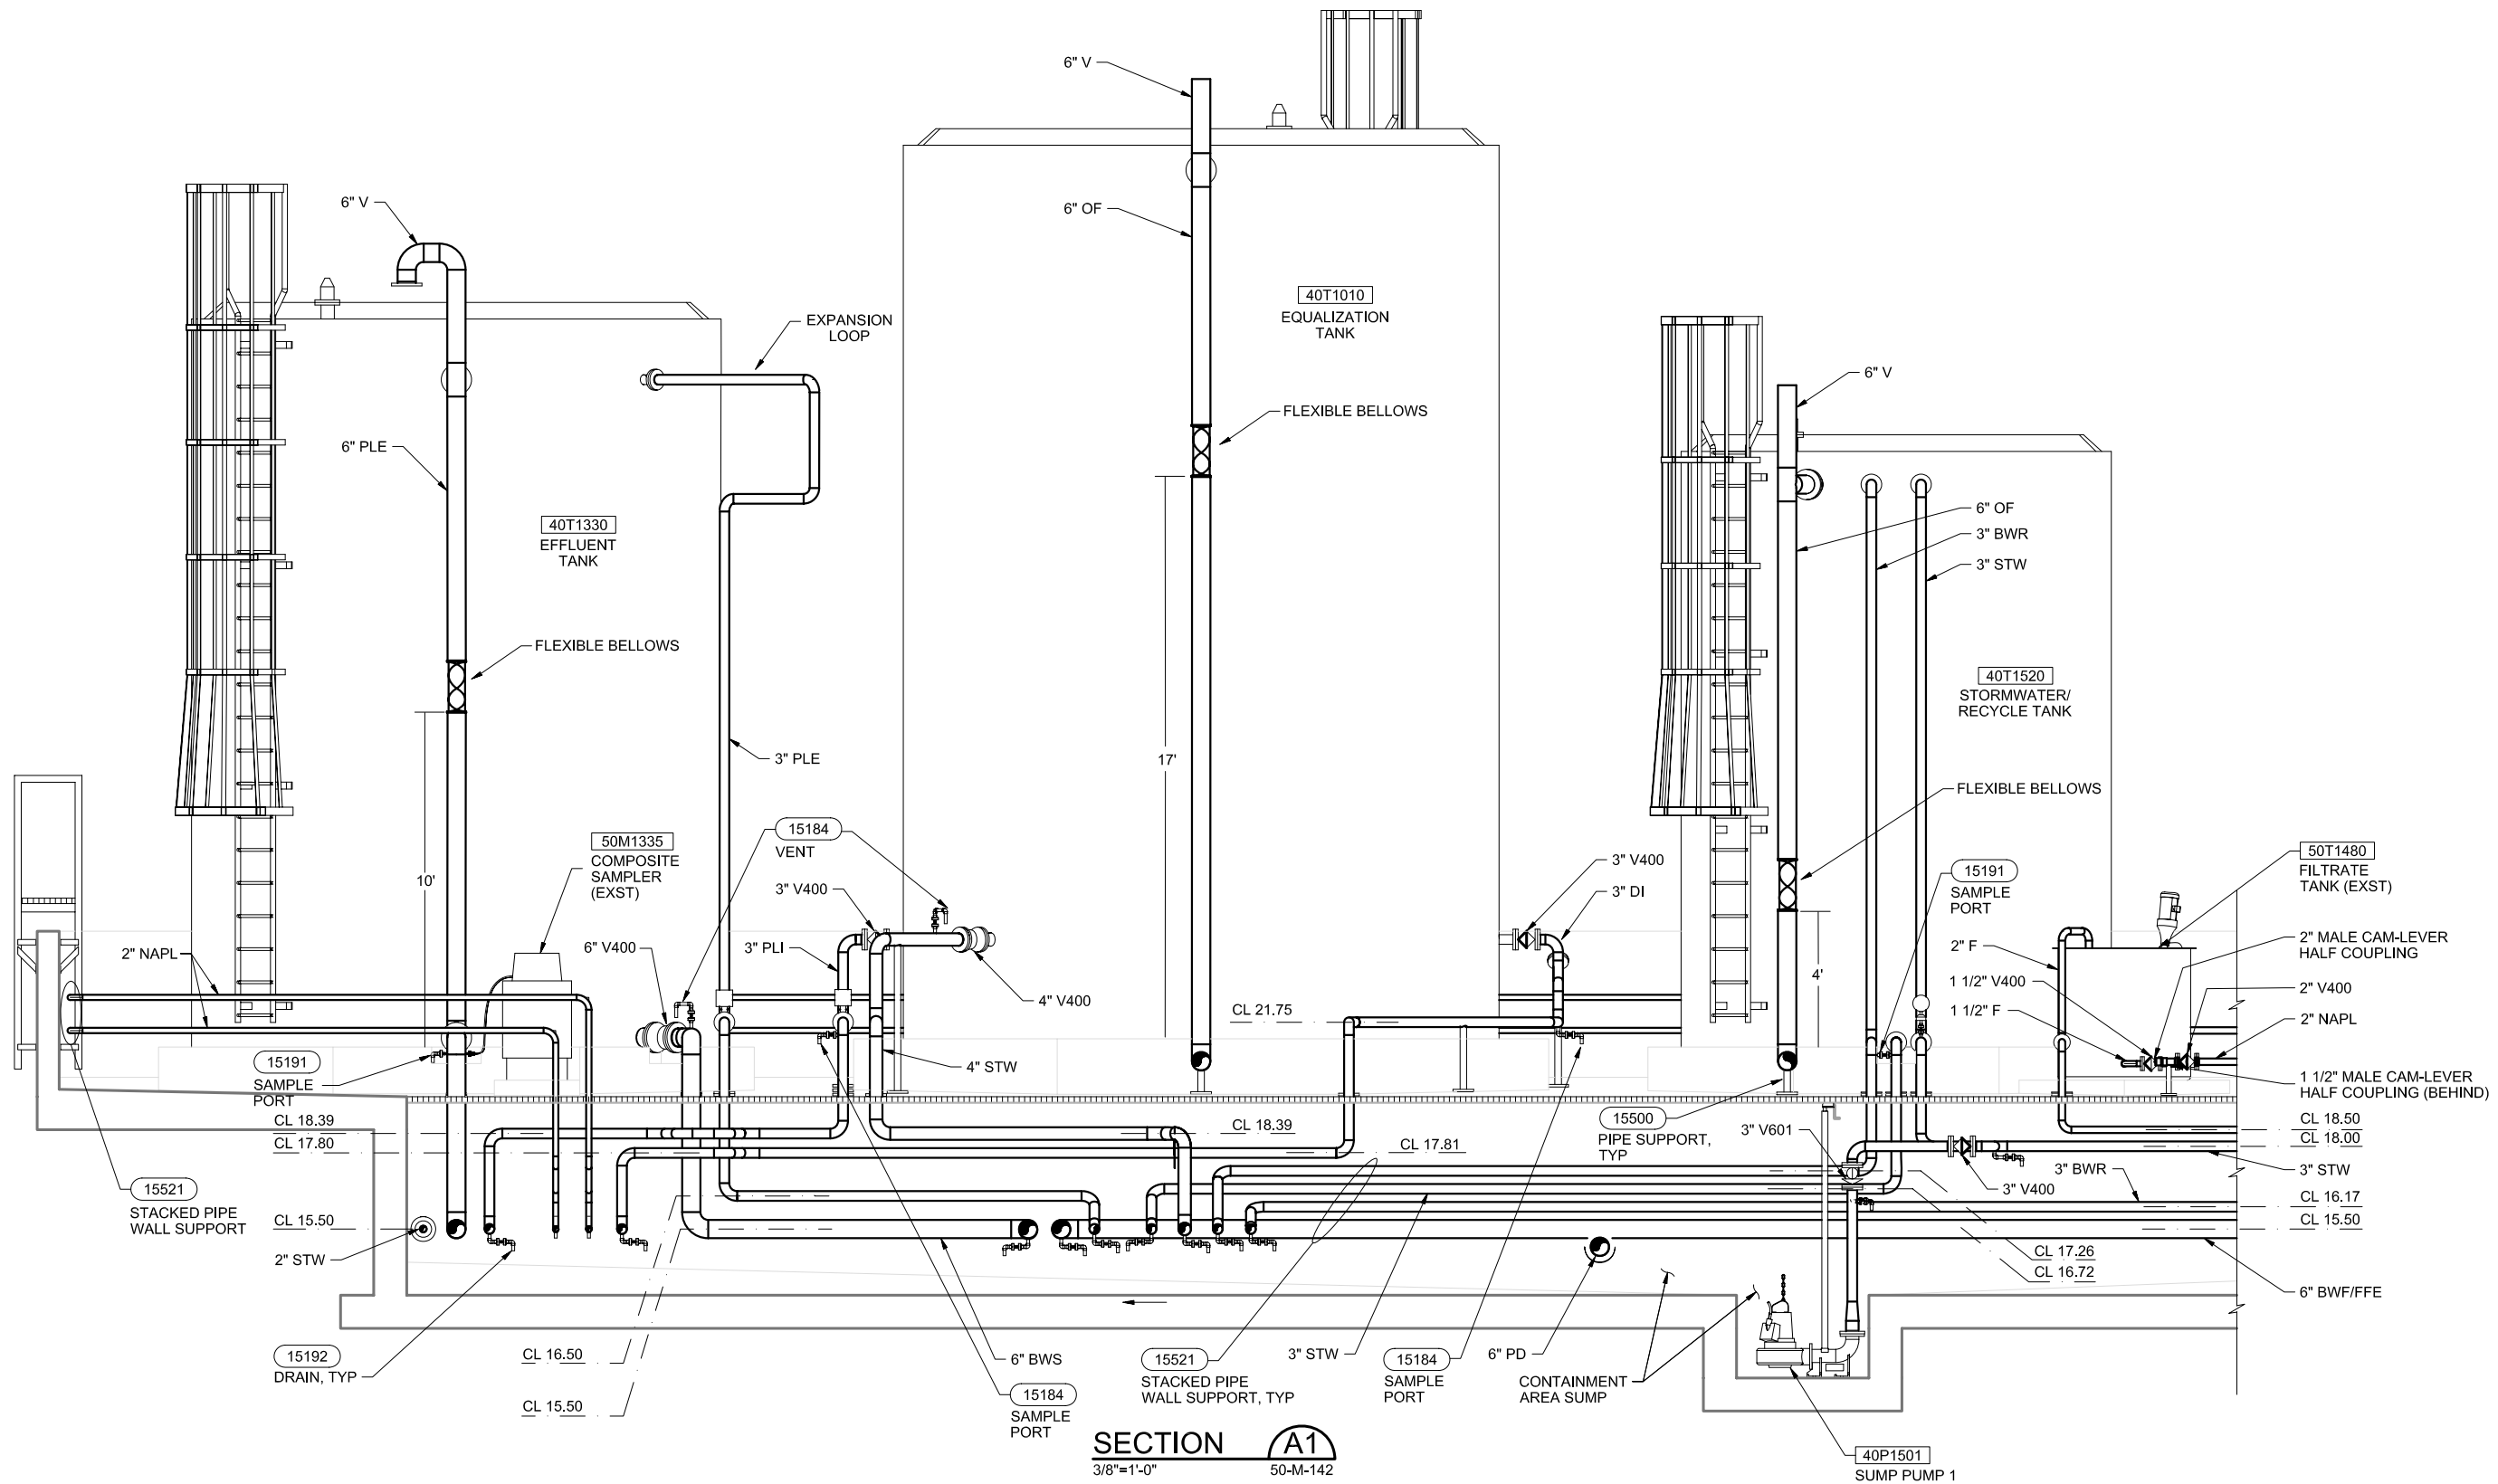 6" V
6" V
6" OF
40T1010
EQUALIZATION
TANK
EXPANSION
LOOP
6" V
FLEXIBLE BELLOWS
6" PLE
40T1330
EFFLUENT
TANK
6" OF
3" BWR
3" STW
FLEXIBLE BELLOWS
40T1520
STORMWATER/
RECYCLE TANK
3" PLE
17'
FLEXIBLE BELLOWS
10'
50M1335
COMPOSITE
SAMPLER
(EXST)
15184
VENT
3" V400
6" V400
3" PLI
4" V400
3" V400
3" DI
4'
15191
SAMPLE
PORT
50T1480
FILTRATE
TANK (EXST)
2" F
2" MALE CAM-LEVER
HALF COUPLING
1 1/2" V400
2" V400
1 1/2" F
2" NAPL
1 1/2" MALE CAM-LEVER
HALF COUPLING (BEHIND)
2" NAPL
CL 21.75
15191
SAMPLE
PORT
4" STW
CL 18.39
CL 17.80
CL 18.39
CL 17.81
15500
PIPE SUPPORT,
TYP
3" V601
CL 18.50
CL 18.00
3" STW
3" BWR
3" V400
CL 16.17
CL 15.50
15521
STACKED PIPE
WALL SUPPORT
CL 15.50
2" STW
CL 17.26
CL 16.72
6" BWF/FFE
15192
DRAIN, TYP
CL 16.50
CL 15.50
6" BWS
15184
SAMPLE
PORT
15521
STACKED PIPE
WALL SUPPORT, TYP
3" STW
15184
SAMPLE
PORT
6" PD
CONTAINMENT
AREA SUMP
40P1501
SUMP PUMP 1
SECTION A1
3/8"=1'-0" 50-M-142